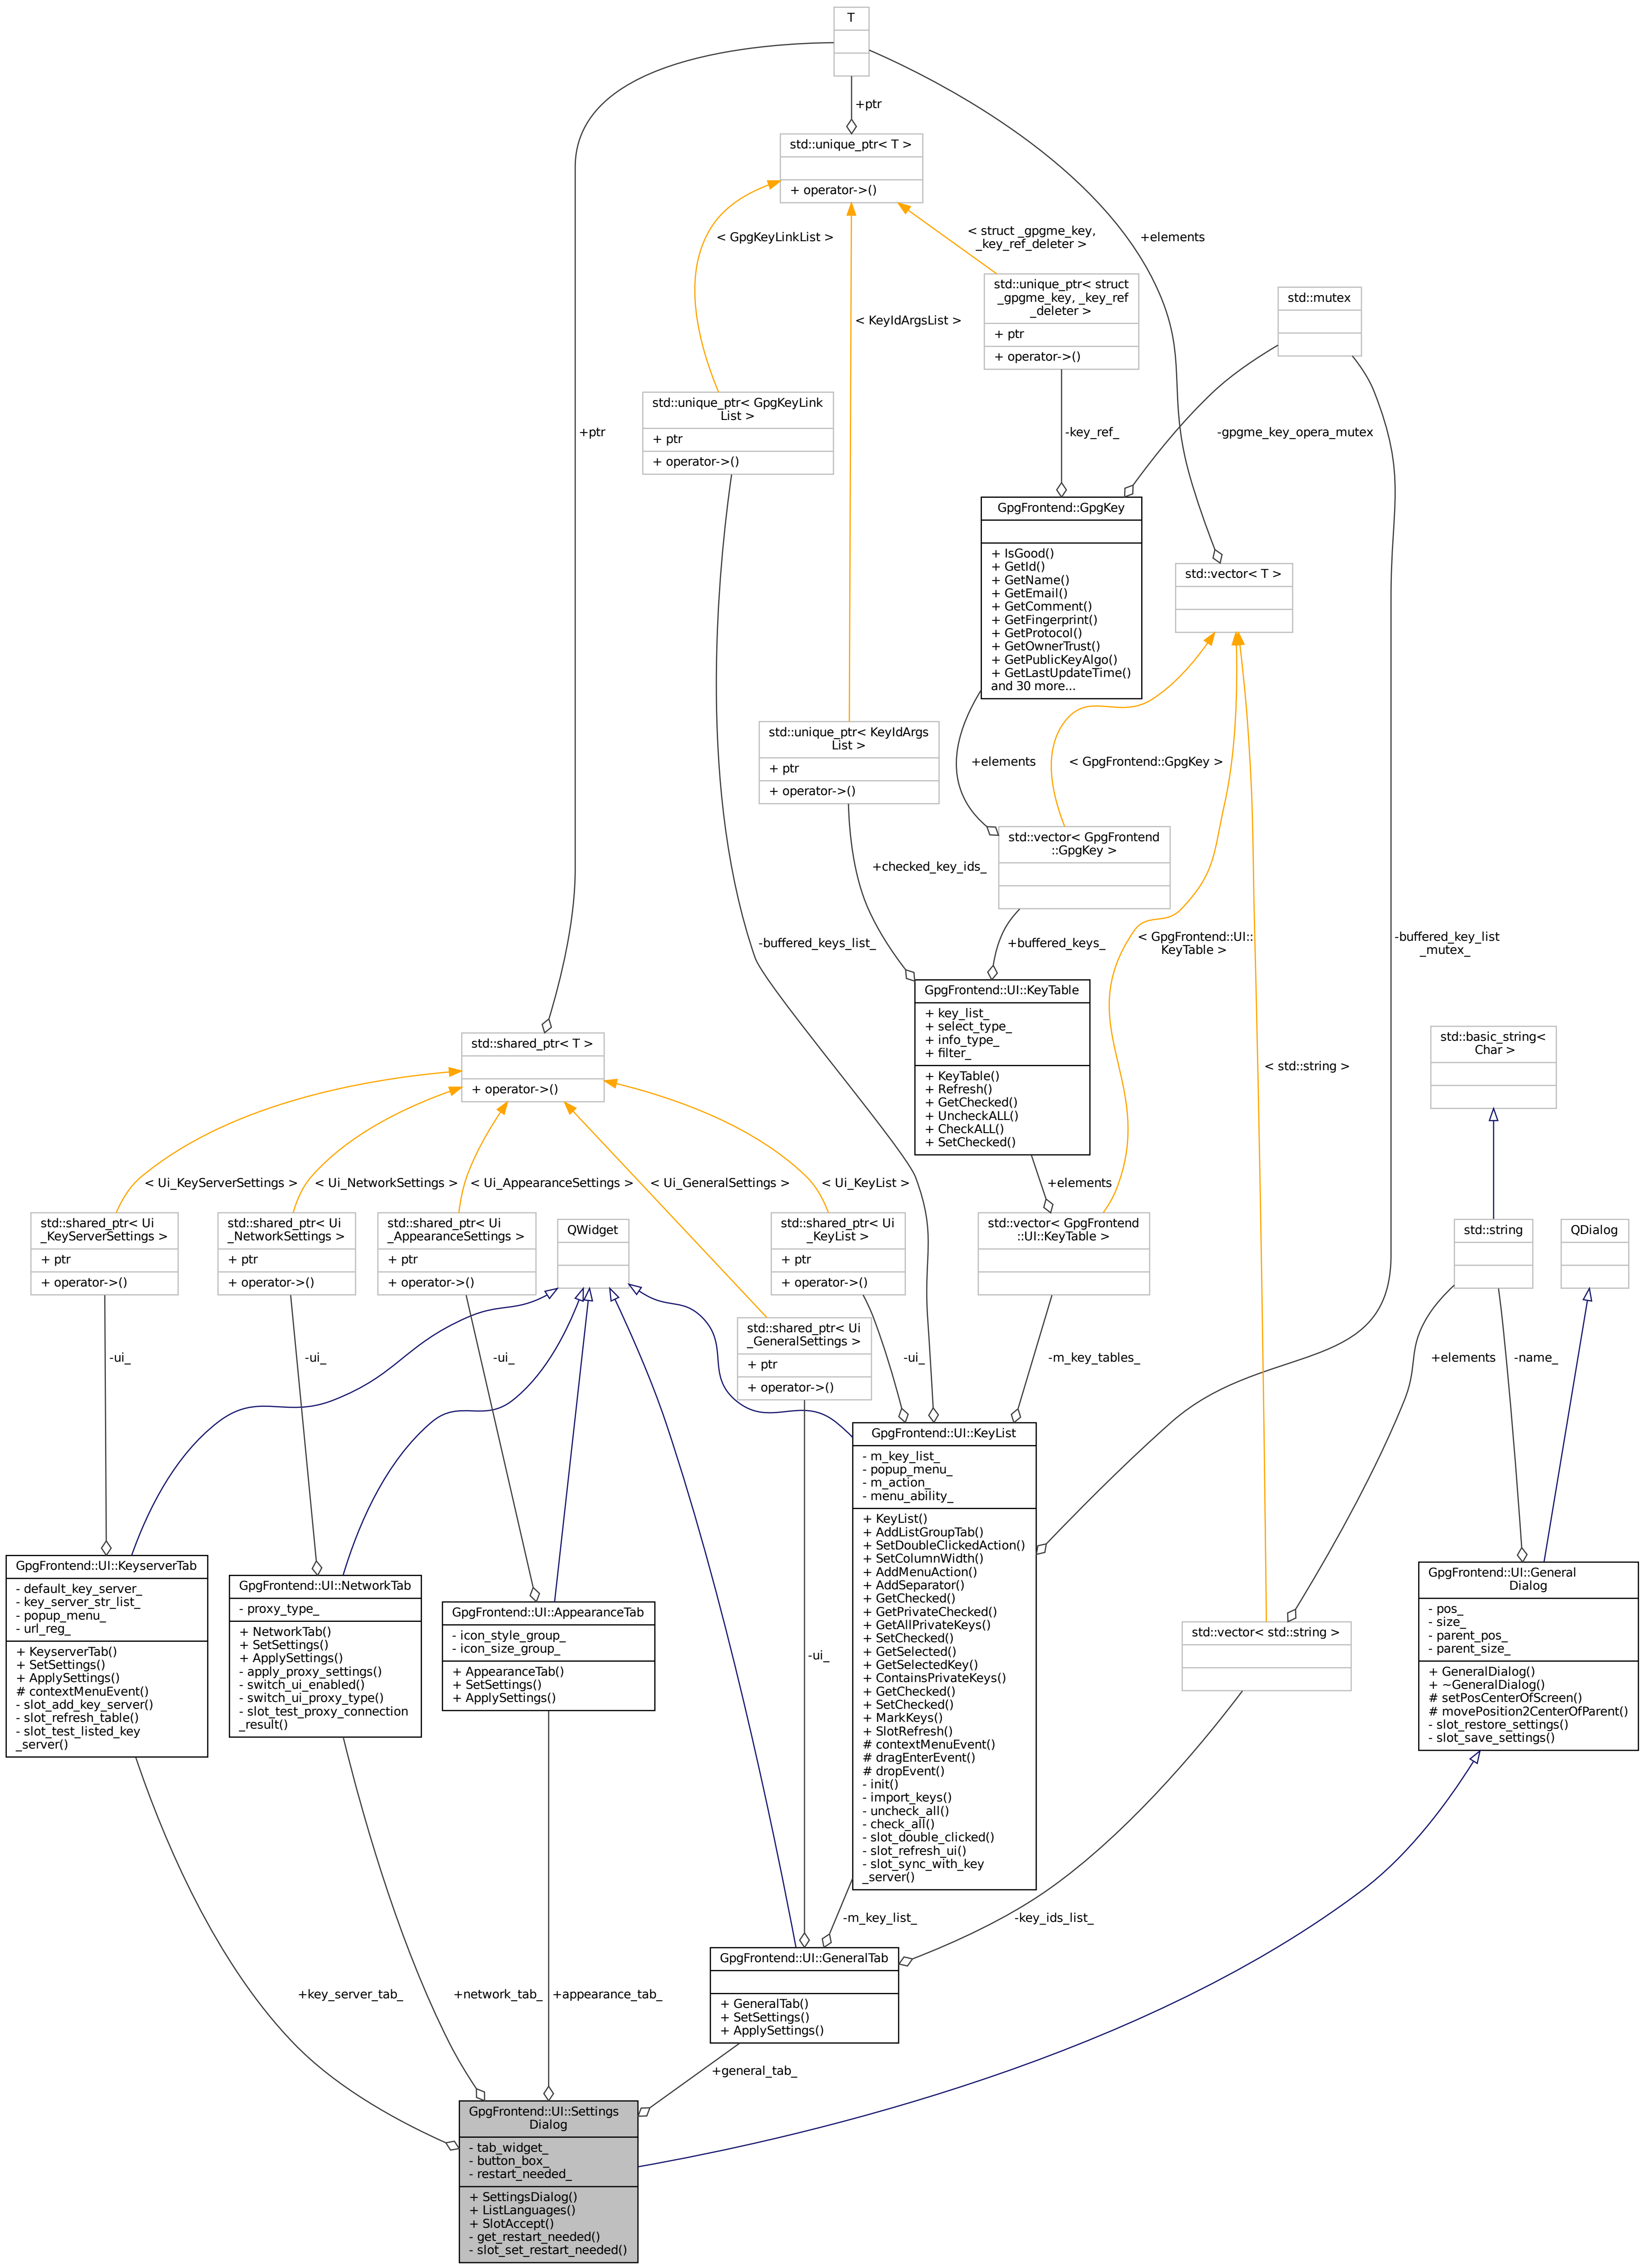 T
+ptr
std::unique_ptr< T >
+ operator->()
< GpgKeyLinkList >
< struct _gpgme_key,
_key_ref_deleter >
+elements
std::unique_ptr< struct
_gpgme_key, _key_ref
_deleter >
+ ptr
+ operator->()
std::mutex
< KeyIdArgsList >
std::unique_ptr< GpgKeyLink
List >
+ ptr
+ operator->()
+ptr
-key_ref_
-gpgme_key_opera_mutex
GpgFrontend::GpgKey
+ IsGood()
+ GetId()
+ GetName()
+ GetEmail()
+ GetComment()
+ GetFingerprint()
+ GetProtocol()
+ GetOwnerTrust()
+ GetPublicKeyAlgo()
+ GetLastUpdateTime()
and 30 more...
std::vector< T >
std::unique_ptr< KeyIdArgs
List >
+ ptr
+ operator->()
+elements
< GpgFrontend::GpgKey >
std::vector< GpgFrontend
::GpgKey >
+checked_key_ids_
-buffered_keys_list_
+buffered_keys_
< GpgFrontend::UI::
KeyTable >
-buffered_key_list
_mutex_
GpgFrontend::UI::KeyTable
+ key_list_
+ select_type_
+ info_type_
+ filter_
+ KeyTable()
+ Refresh()
+ GetChecked()
+ UncheckALL()
+ CheckALL()
+ SetChecked()
std::shared_ptr< T >
+ operator->()
< std::string >
std::basic_string<
Char >
< Ui_KeyServerSettings >
< Ui_NetworkSettings >
< Ui_AppearanceSettings >
< Ui_GeneralSettings >
< Ui_KeyList >
+elements
std::shared_ptr< Ui
_KeyServerSettings >
+ ptr
+ operator->()
std::shared_ptr< Ui
_NetworkSettings >
+ ptr
+ operator->()
std::shared_ptr< Ui
_AppearanceSettings >
+ ptr
+ operator->()
QWidget
std::shared_ptr< Ui
_KeyList >
+ ptr
+ operator->()
std::vector< GpgFrontend
::UI::KeyTable >
std::string
QDialog
std::shared_ptr< Ui
_GeneralSettings >
+ ptr
+ operator->()
-ui_
-ui_
-ui_
-ui_
-m_key_tables_
+elements
-name_
GpgFrontend::UI::KeyList
- m_key_list_
- popup_menu_
- m_action_
- menu_ability_
+ KeyList()
+ AddListGroupTab()
+ SetDoubleClickedAction()
+ SetColumnWidth()
+ AddMenuAction()
+ AddSeparator()
+ GetChecked()
+ GetPrivateChecked()
+ GetAllPrivateKeys()
+ SetChecked()
+ GetSelected()
+ GetSelectedKey()
+ ContainsPrivateKeys()
+ GetChecked()
+ SetChecked()
+ MarkKeys()
+ SlotRefresh()
# contextMenuEvent()
# dragEnterEvent()
# dropEvent()
- init()
- import_keys()
- uncheck_all()
- check_all()
- slot_double_clicked()
- slot_refresh_ui()
- slot_sync_with_key
_server()
GpgFrontend::UI::KeyserverTab
- default_key_server_
- key_server_str_list_
- popup_menu_
- url_reg_
+ KeyserverTab()
+ SetSettings()
+ ApplySettings()
# contextMenuEvent()
- slot_add_key_server()
- slot_refresh_table()
- slot_test_listed_key
_server()
GpgFrontend::UI::NetworkTab
- proxy_type_
+ NetworkTab()
+ SetSettings()
+ ApplySettings()
- apply_proxy_settings()
- switch_ui_enabled()
- switch_ui_proxy_type()
- slot_test_proxy_connection
_result()
GpgFrontend::UI::AppearanceTab
- icon_style_group_
- icon_size_group_
+ AppearanceTab()
+ SetSettings()
+ ApplySettings()
-ui_
std::vector< std::string >
GpgFrontend::UI::General
Dialog
- pos_
- size_
- parent_pos_
- parent_size_
+ GeneralDialog()
+ ~GeneralDialog()
# setPosCenterOfScreen()
# movePosition2CenterOfParent()
- slot_restore_settings()
- slot_save_settings()
-m_key_list_
-key_ids_list_
GpgFrontend::UI::GeneralTab
+ GeneralTab()
+ SetSettings()
+ ApplySettings()
+key_server_tab_
+network_tab_
+appearance_tab_
+general_tab_
GpgFrontend::UI::Settings
Dialog
- tab_widget_
- button_box_
- restart_needed_
+ SettingsDialog()
+ ListLanguages()
+ SlotAccept()
- get_restart_needed()
- slot_set_restart_needed()